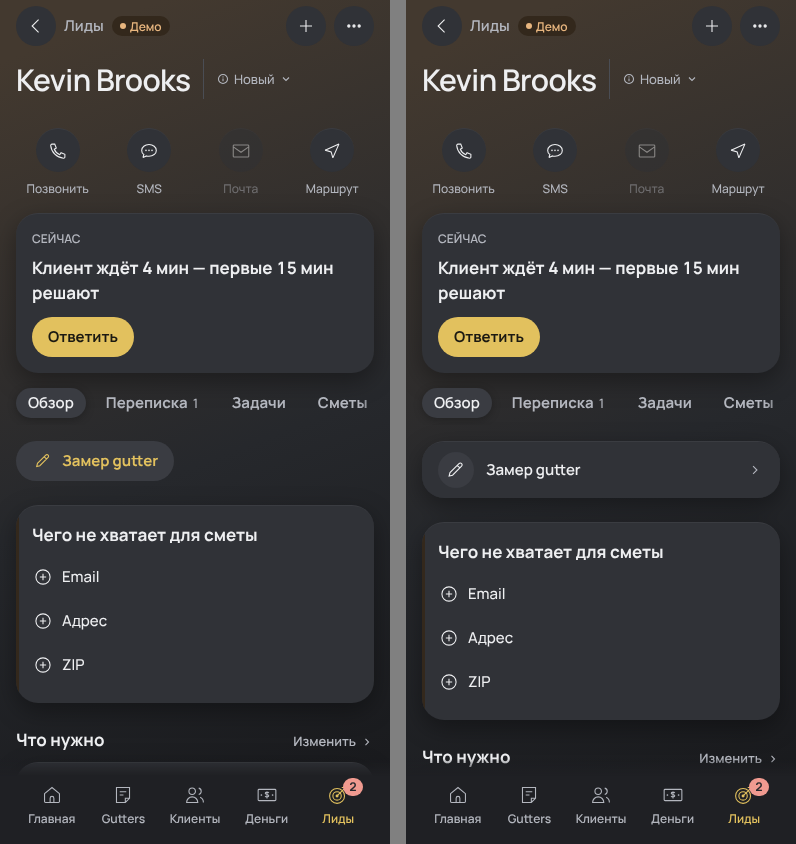 Лиды
Демо
Kevin Brooks
Новый
Позвонить
SMS
Почта
Маршрут
СЕЙЧАС
Клиент ждёт 4 мин — первые 15 мин
решают
Ответить
Обзор
Переписка 1
Задачи
Сметы
Замер gutter
Чего не хватает для сметы
Email
Адрес
ZIP
Что нужно
Изменить
Главная
Gutters
Клиенты
Деньги
2
Лиды
Лиды
Демо
Kevin Brooks
Новый
Позвонить
SMS
Почта
Маршрут
СЕЙЧАС
Клиент ждёт 4 мин — первые 15 мин
решают
Ответить
Обзор
Переписка 1
Задачи
Сметы
Замер gutter
Чего не хватает для сметы
Email
Адрес
ZIP
Что нужно
Изменить
Главная
Gutters
Клиенты
Деньги
2
Лиды